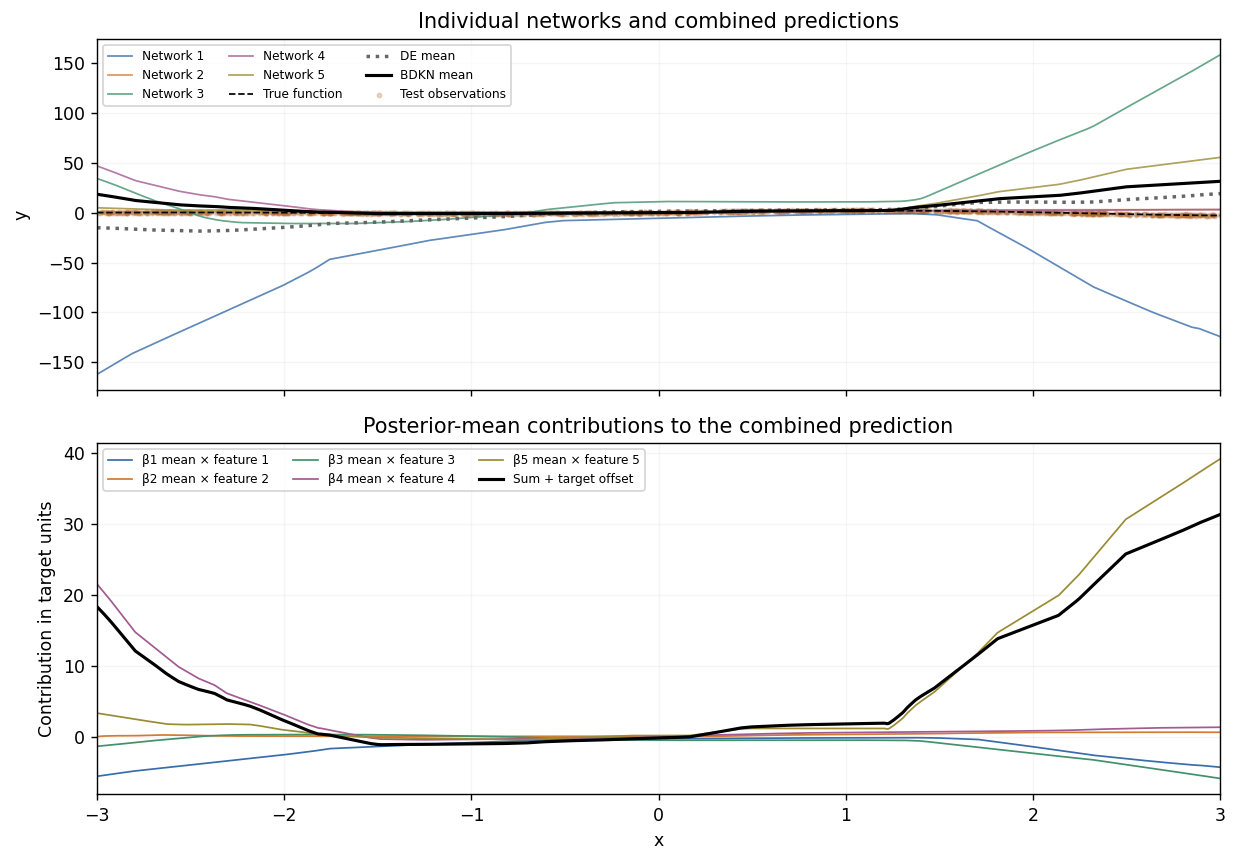 Individual networks and combined predictions
Network 1
Network 2
Network 3
Network 4
Network 5
True function
DE mean
BDKN mean
Test observations
150
100
50
0
−50
−100
−150
y
Posterior-mean contributions to the combined prediction
β1 mean × feature 1
β2 mean × feature 2
β3 mean × feature 3
β4 mean × feature 4
β5 mean × feature 5
Sum + target offset
40
30
20
10
0
Contribution in target units
−3
−2
−1
0
1
2
3
x